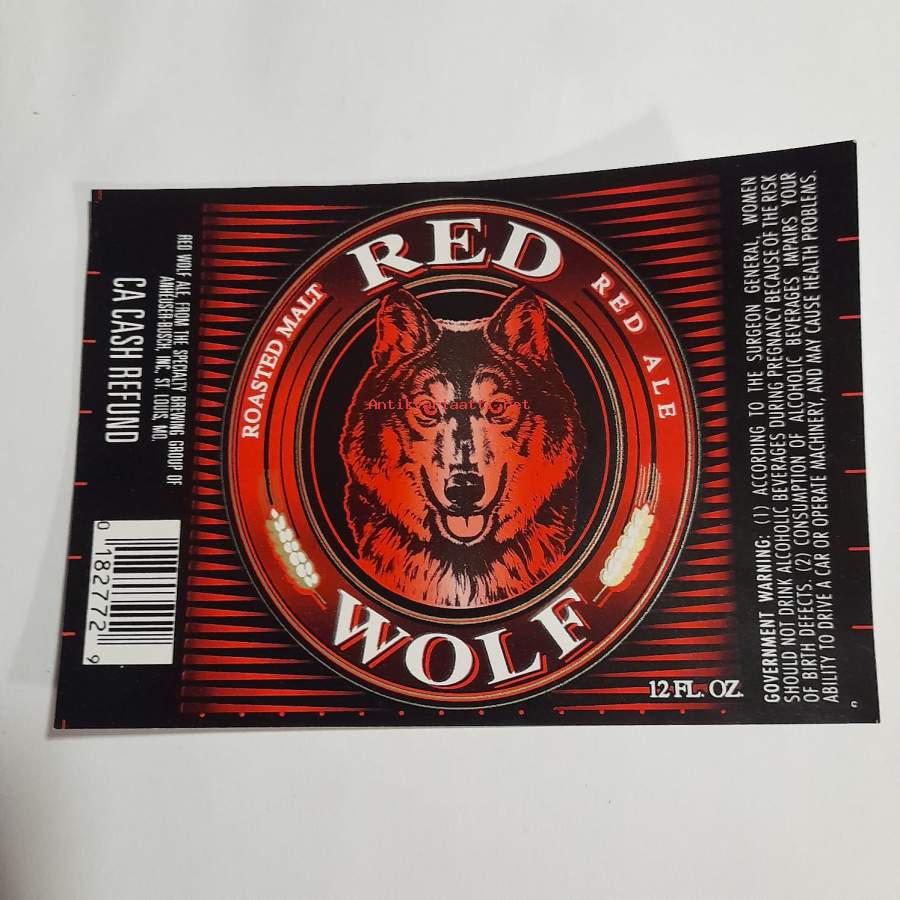 RED WOLF ALE, FROM THE SPECIALTY BREWING GROUP OF
ANHEUSER-BUSCH, INC. ST. LOUIS, MO.
CA CASH REFUND
0 182772 9
RED
ROASTED MALT
RED ALE
WOLF
12 FL. OZ.
GOVERNMENT WARNING: (1) ACCORDING TO THE SURGEON GENERAL, WOMEN
SHOULD NOT DRINK ALCOHOLIC BEVERAGES DURING PREGNANCY BECAUSE OF THE RISK
OF BIRTH DEFECTS. (2) CONSUMPTION OF ALCOHOLIC BEVERAGES IMPAIRS YOUR
ABILITY TO DRIVE A CAR OR OPERATE MACHINERY, AND MAY CAUSE HEALTH PROBLEMS.